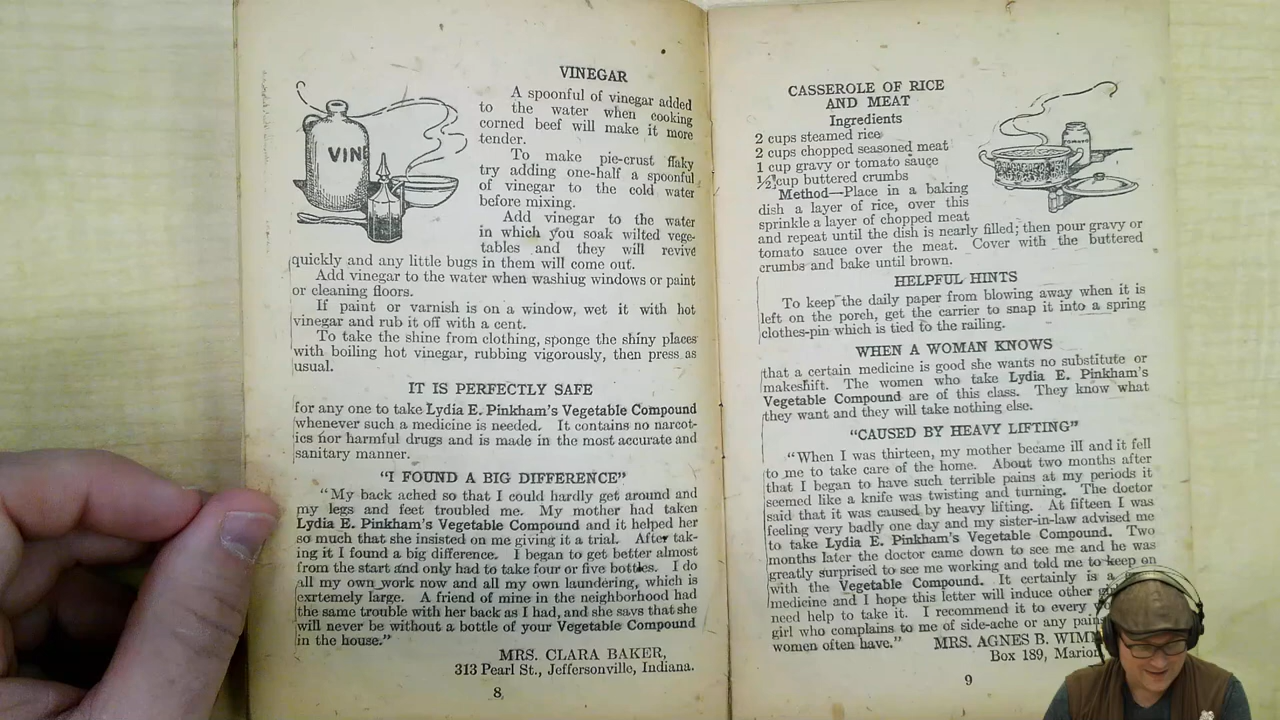 VINEGAR
VIN
A spoonful of vinegar added
to the water when cooking
corned beef will make it more
tender.
To make pie-crust flaky
try adding one-half a spoonful
of vinegar to the cold water
before mixing.
Add vinegar to the water
in which you soak wilted vege-
tables and they will revive
quickly and any little bugs in them will come out.
Add vinegar to the water when washiug windows or paint
or cleaning floors.
If paint or varnish is on a window, wet it with hot
vinegar and rub it off with a cent.
To take the shine from clothing, sponge the shiny places
with boiling hot vinegar, rubbing vigorously, then press as
usual.
IT IS PERFECTLY SAFE
for any one to take Lydia E. Pinkham's Vegetable Compound
whenever such a medicine is needed. It contains no narcot-
ics nor harmful drugs and is made in the most accurate and
sanitary manner.
"I FOUND A BIG DIFFERENCE"
"My back ached so that I could hardly get around and
my legs and feet troubled me. My mother had taken
Lydia E. Pinkham's Vegetable Compound and it helped her
so much that she insisted on me giving it a trial. After tak-
ing it I found a big difference. I began to get better almost
from the start and only had to take four or five bottles. I do
all my own work now and all my own laundering, which is
exrtemely large. A friend of mine in the neighborhood had
the same trouble with her back as I had, and she says that she
will never be without a bottle of your Vegetable Compound
in the house."
MRS. CLARA BAKER,
313 Pearl St., Jeffersonville, Indiana.
8
CASSEROLE OF RICE
AND MEAT
Ingredients
2 cups steamed rice
2 cups chopped seasoned meat
1 cup gravy or tomato sauce
½ cup buttered crumbs
Method—Place in a baking
dish a layer of rice, over this
sprinkle a layer of chopped meat
and repeat until the dish is nearly filled; then pour gravy or
tomato sauce over the meat. Cover with the buttered
crumbs and bake until brown.
HELPFUL HINTS
To keep the daily paper from blowing away when it is
left on the porch, get the carrier to snap it into a spring
clothes-pin which is tied to the railing.
WHEN A WOMAN KNOWS
that a certain medicine is good she wants no substitute or
makeshift. The women who take Lydia E. Pinkham's
Vegetable Compound are of this class. They know what
they want and they will take nothing else.
"CAUSED BY HEAVY LIFTING"
"When I was thirteen, my mother became ill and it fell
to me to take care of the home. About two months after
that I began to have such terrible pains at my periods it
seemed like a knife was twisting and turning. The doctor
said that it was caused by heavy lifting. At fifteen I was
feeling very badly one day and my sister-in-law advised me
to take Lydia E. Pinkham's Vegetable Compound. Two
months later the doctor came down to see me and he was
greatly surprised to see me working and told me to keep on
with the Vegetable Compound. It certainly is a
medicine and I hope this letter will induce other
need help to take it. I recommend it to every
girl who complains to me of side-ache or any
women often have."
MRS. AGNES B.
Box 189, Marion
9